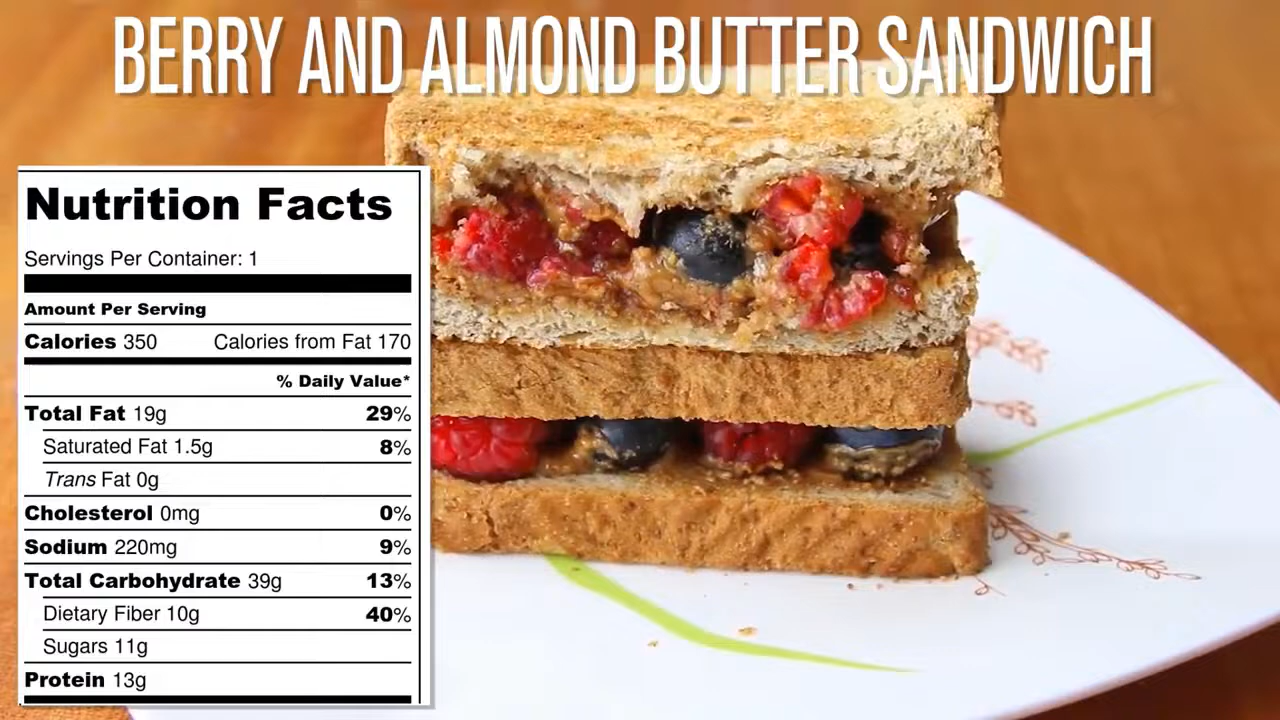 BERRY AND ALMOND BUTTER SANDWICH
Nutrition Facts
Servings Per Container: 1
Amount Per Serving
Calories 350 Calories from Fat 170
% Daily Value*
Total Fat 19g 29%
Saturated Fat 1.5g 8%
Trans Fat 0g
Cholesterol 0mg 0%
Sodium 220mg 9%
Total Carbohydrate 39g 13%
Dietary Fiber 10g 40%
Sugars 11g
Protein 13g